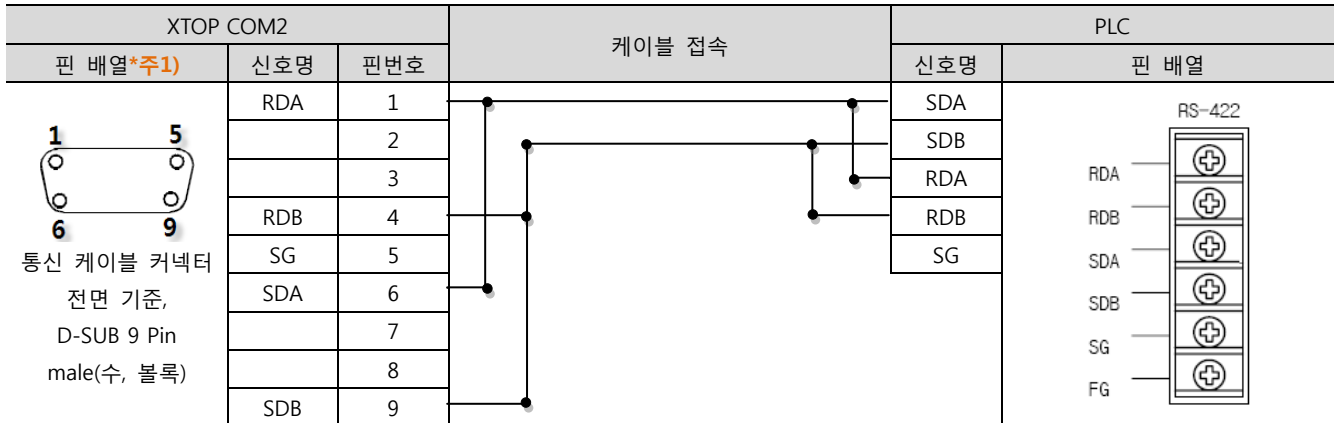 XTOP COM2 케이블 접속 PLC
핀 배열*주1) 신호명 핀번호 신호명 핀 배열
RDA 1 SDA
2 SDB
3 RDA
RDB 4 RDB
SG 5 SG
SDA 6
7
8
SDB 9
1 5
6 9
통신 케이블 커넥터
전면 기준,
D-SUB 9 Pin
male(수, 볼록)
RS-422
RDA
RDB
SDA
SDB
SG
FG